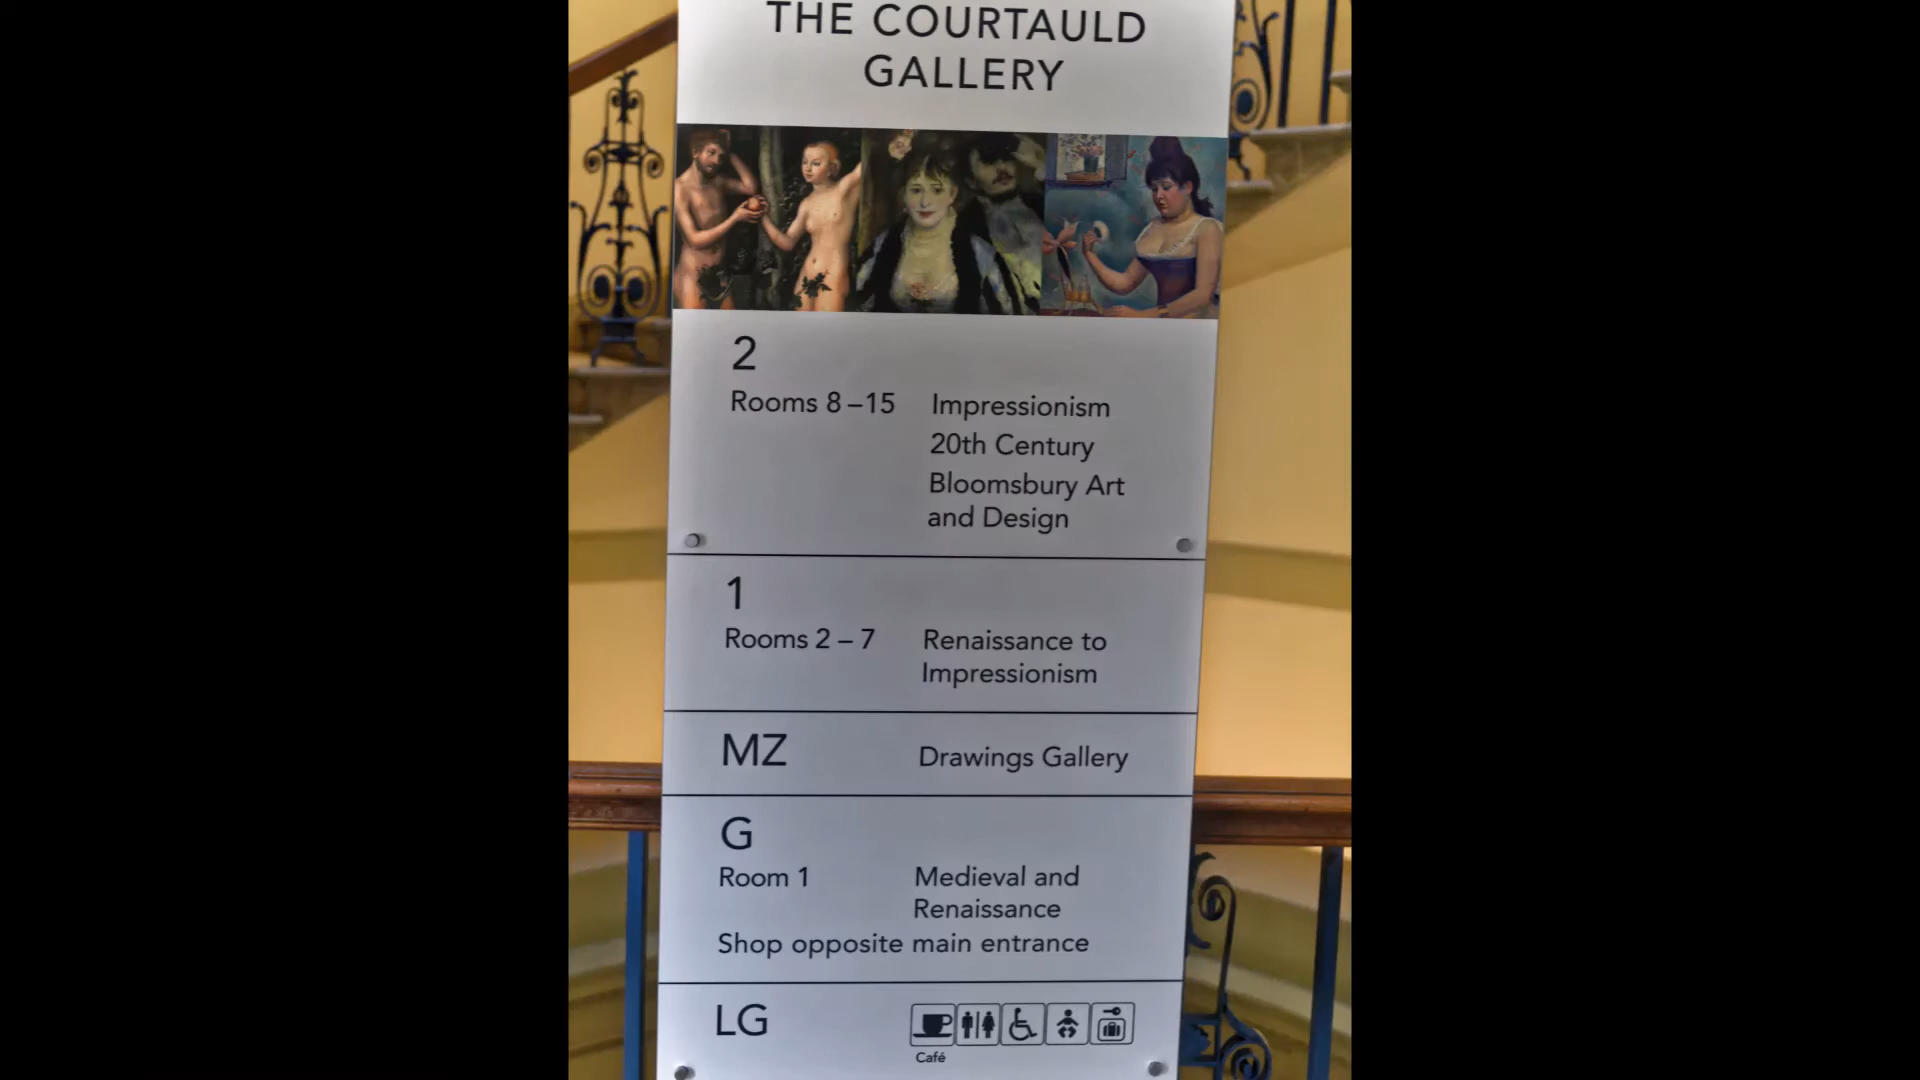 THE COURTAULD
GALLERY
2
Rooms 8 – 15 Impressionism
20th Century
Bloomsbury Art
and Design
1
Rooms 2 – 7 Renaissance to
Impressionism
MZ Drawings Gallery
G
Room 1 Medieval and
Renaissance
Shop opposite main entrance
LG
Café